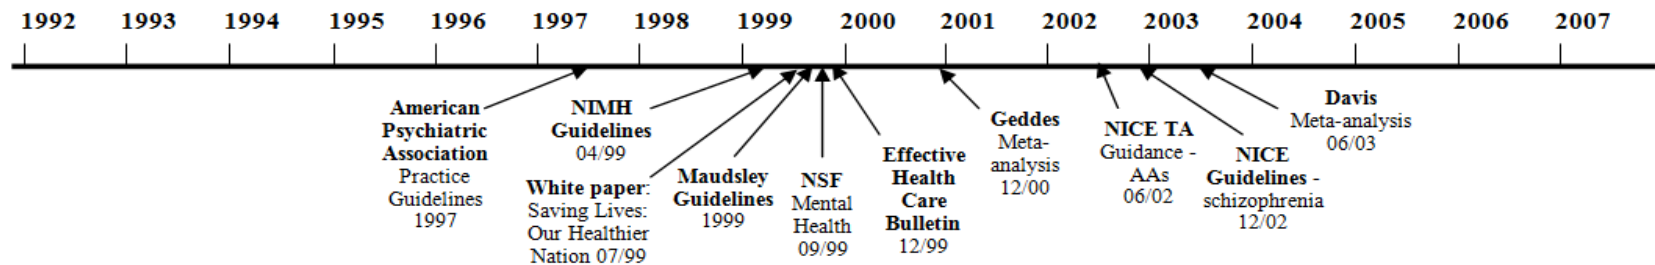 1992 1993 1994 1995 1996 1997 1998 1999 2000 2001 2002 2003 2004 2005 2006 2007
American
Psychiatric
Association
Practice
Guidelines
1997
NIMH
Guidelines
04/99
White paper:
Saving Lives:
Our Healthier
Nation 07/99
Maudsley
Guidelines
1999
NSF
Mental
Health
09/99
Effective
Health
Care
Bulletin
12/99
Geddes
Meta-
analysis
12/00
NICE TA
Guidance -
AAs
06/02
NICE
Guidelines -
schizophrenia
12/02
Davis
Meta-analysis
06/03